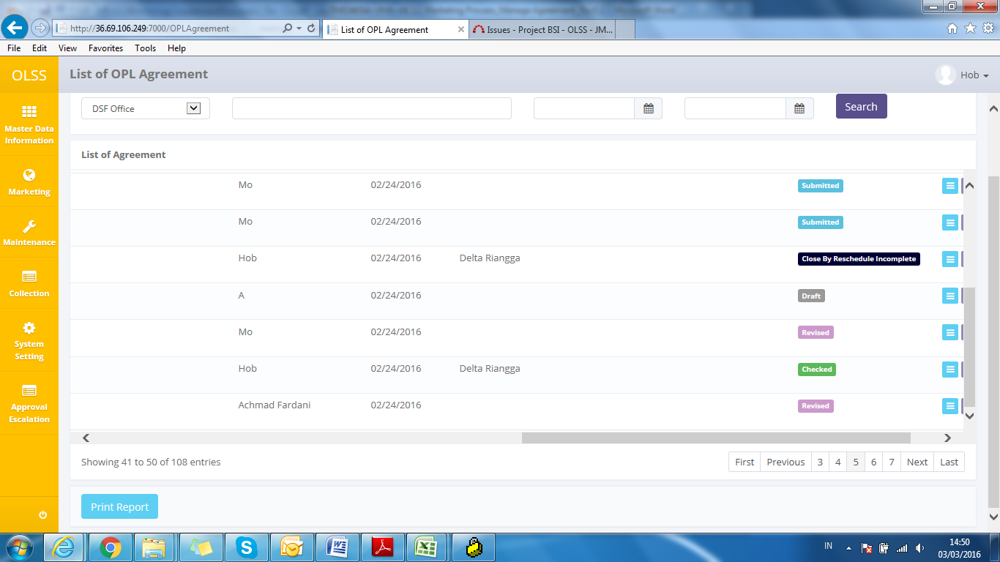 http://36.69.106.249:7000/OPLAgreement
List of OPL Agreement
Issues - Project BSI - OLSS - JM...
File Edit View Favorites Tools Help
OLSS
List of OPL Agreement
Hob
Master Data
Information
Marketing
Maintenance
Collection
System
Setting
Approval
Escalation
DSF Office
Search
List of Agreement
Mo 02/24/2016 Submitted
Mo 02/24/2016 Submitted
Hob 02/24/2016 Delta Riangga Close By Reschedule Incomplete
A 02/24/2016 Draft
Mo 02/24/2016 Revised
Hob 02/24/2016 Delta Riangga Checked
Achmad Fardani 02/24/2016 Revised
Showing 41 to 50 of 108 entries
First Previous 3 4 5 6 7 Next Last
Print Report
IN
14:50
03/03/2016